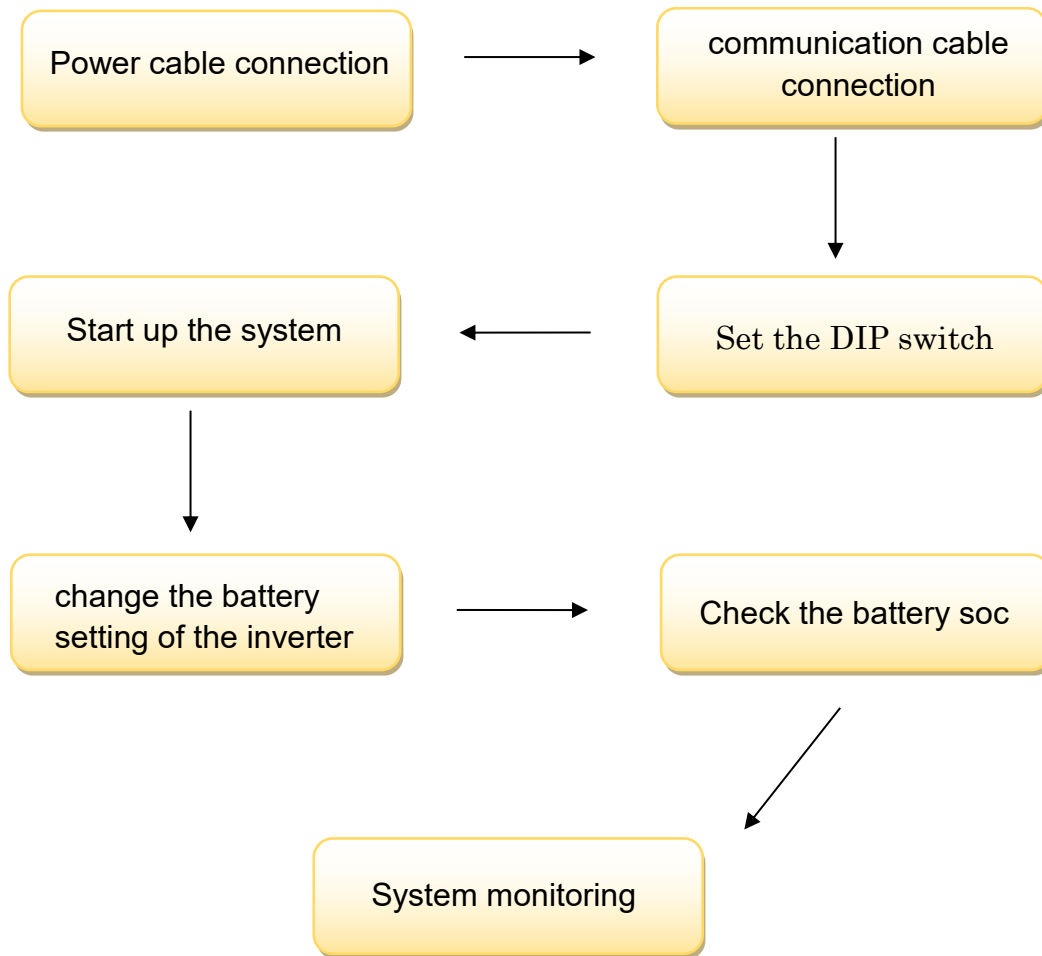 Power cable connection
communication cable
connection
Set the DIP switch
Start up the system
change the battery
setting of the inverter
Check the battery soc
System monitoring